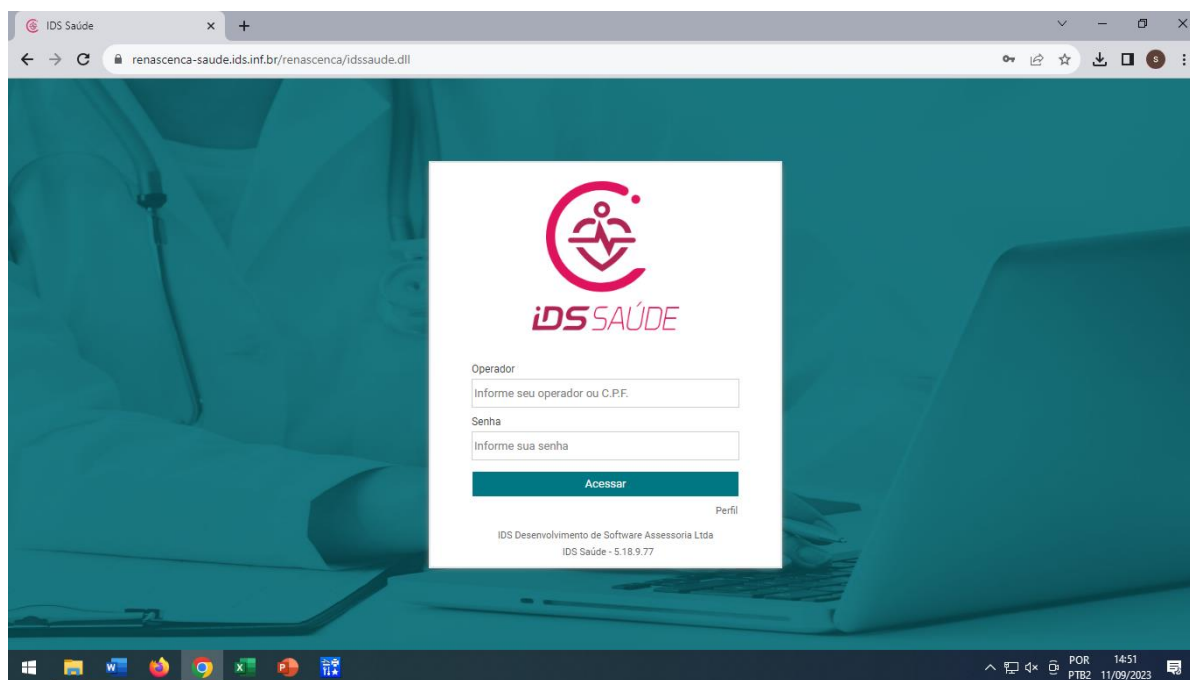 IDS Saúde
renascenca-saude.ids.inf.br/renascenca/idssaude.dll
S
iDS SAÚDE
Operador
Informe seu operador ou C.P.F.
Senha
Informe sua senha
Acessar
Perfil
IDS Desenvolvimento de Software Assessoria Ltda
IDS Saúde - 5.18.9.77
POR 14:51
PTB2 11/09/2023